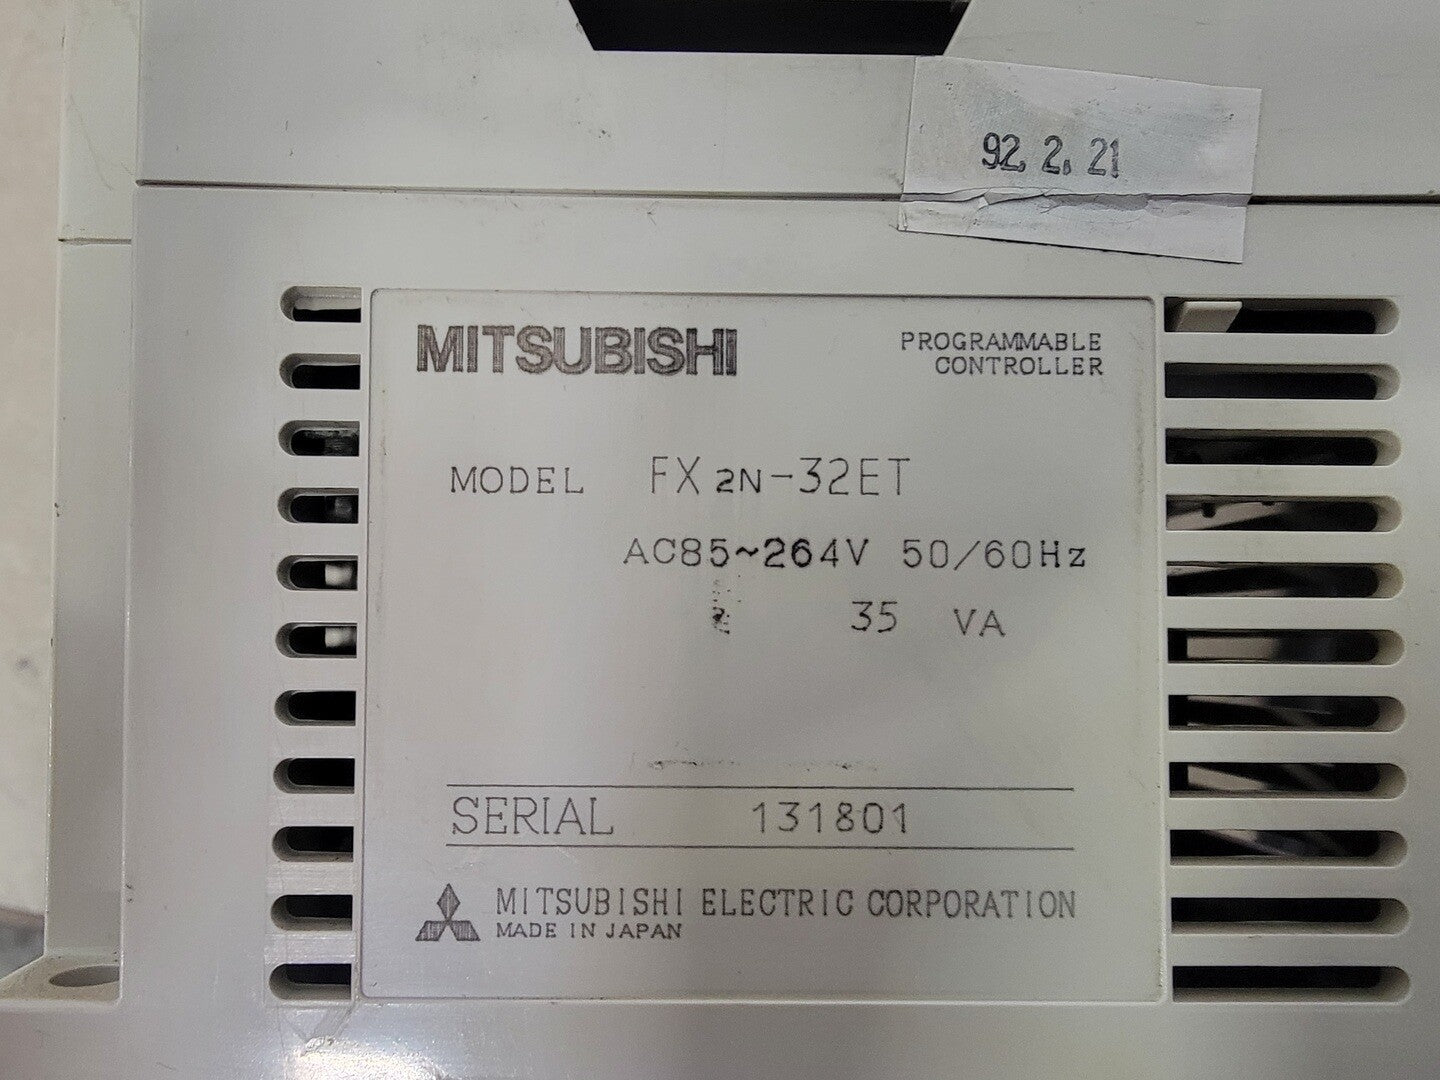 92. 2. 21
MITSUBISHI
PROGRAMMABLE
CONTROLLER
MODEL FX2N-32ET
AC85~264V 50/60Hz
35 VA
SERIAL 131801
MITSUBISHI ELECTRIC CORPORATION
MADE IN JAPAN